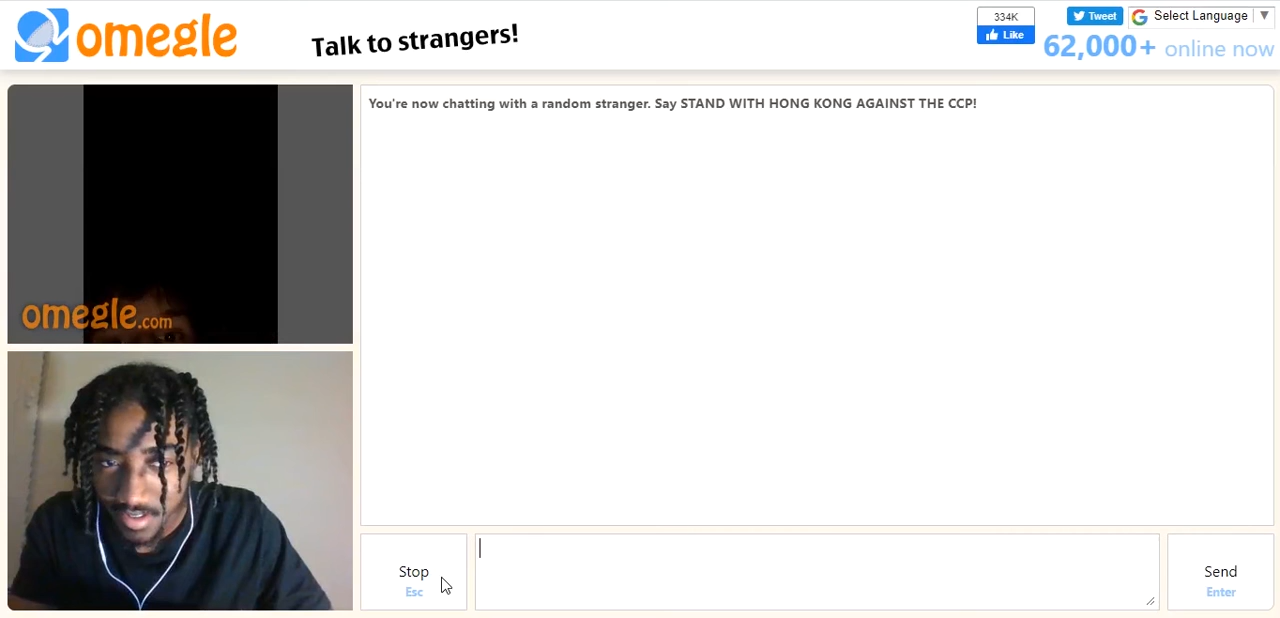 omegle
Talk to strangers!
334K
Like
Tweet
Select Language
62,000+ online now
omegle.com
You're now chatting with a random stranger. Say STAND WITH HONG KONG AGAINST THE CCP!
Stop
Esc
Send
Enter